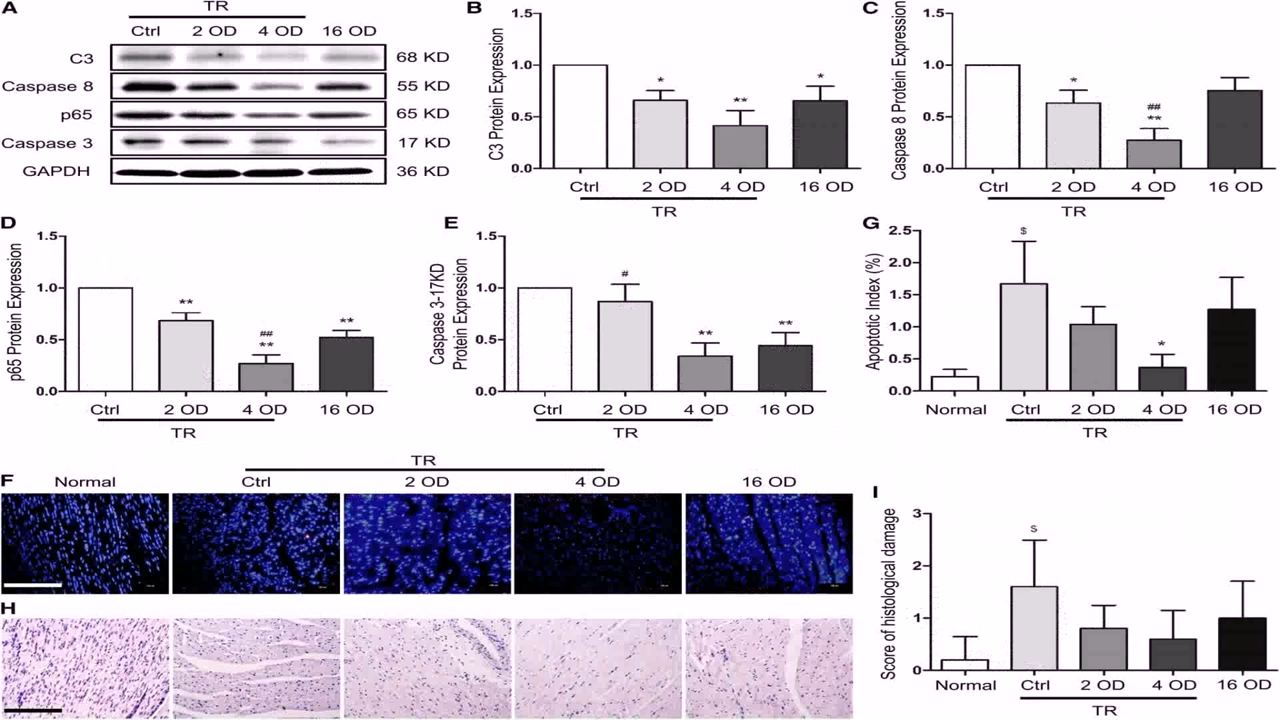 A
TR
Ctrl 2 OD 4 OD 16 OD
C3 68 KD
Caspase 8 55 KD
p65 65 KD
Caspase 3 17 KD
GAPDH 36 KD
B
C3 Protein Expression
1.5
1.0
0.5
0.0
* ** *
Ctrl 2 OD 4 OD 16 OD
TR
C
Caspase 8 Protein Expression
1.5
1.0
0.5
0.0
*
##
**
Ctrl 2 OD 4 OD 16 OD
TR
D
p65 Protein Expression
1.5
1.0
0.5
0.0
**
##
**
**
Ctrl 2 OD 4 OD 16 OD
TR
E
Caspase 3-17KD
Protein Expression
1.5
1.0
0.5
0.0
# ** **
Ctrl 2 OD 4 OD 16 OD
TR
G
Apoptotic Index (%)
2.5
2.0
1.5
1.0
0.5
0.0
$ *
Normal Ctrl 2 OD 4 OD 16 OD
TR
F
TR
Normal Ctrl 2 OD 4 OD 16 OD
H
I
Score of histological damage
3
2
1
0
$
Normal Ctrl 2 OD 4 OD 16 OD
TR